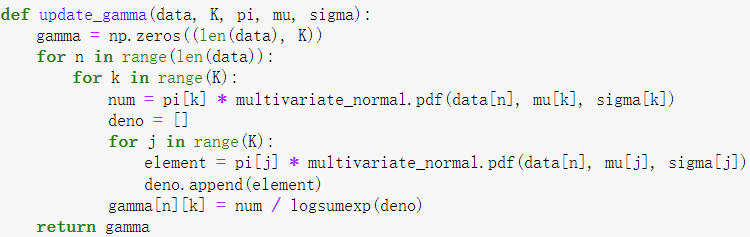 def update_gamma(data, K, pi, mu, sigma):
    gamma = np.zeros((len(data), K))
    for n in range(len(data)):
        for k in range(K):
            num = pi[k] * multivariate_normal.pdf(data[n], mu[k], sigma[k])
            deno = []
            for j in range(K):
                element = pi[j] * multivariate_normal.pdf(data[n], mu[j], sigma[j])
                deno.append(element)
            gamma[n][k] = num / logsumexp(deno)
    return gamma